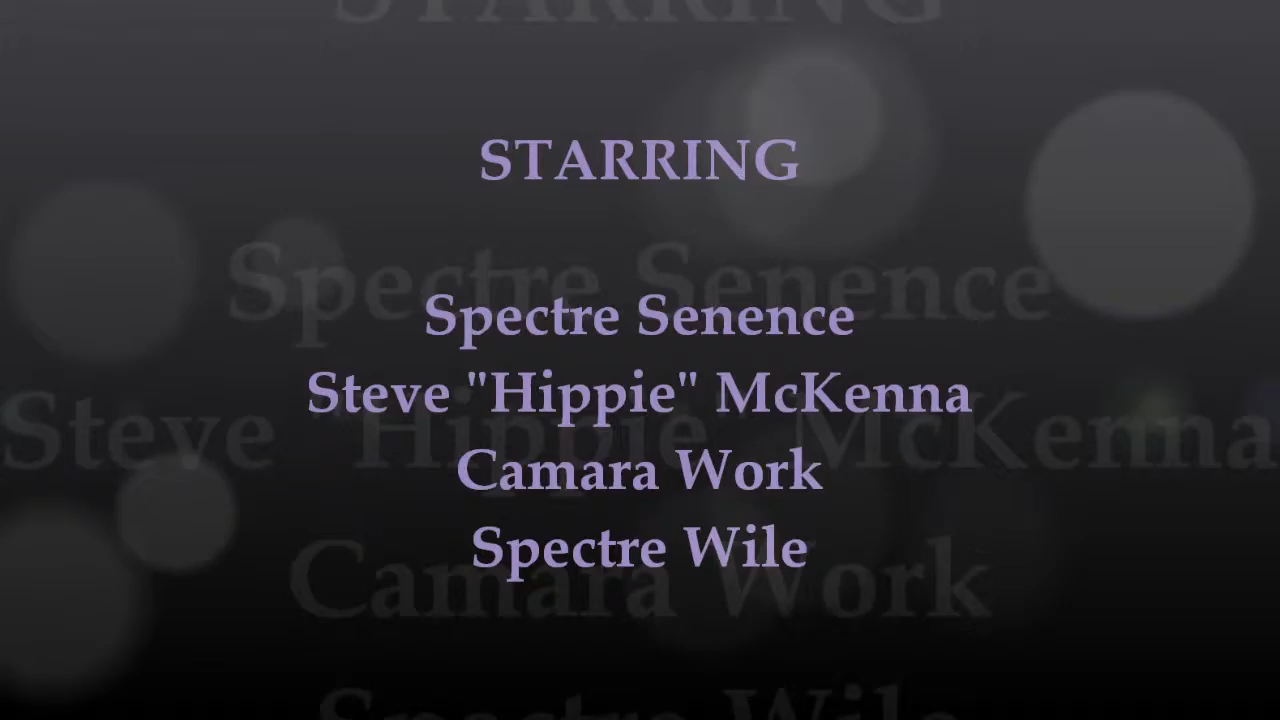 STARRING
Spectre Senence
Steve "Hippie" McKenna
Camara Work
Spectre Wile